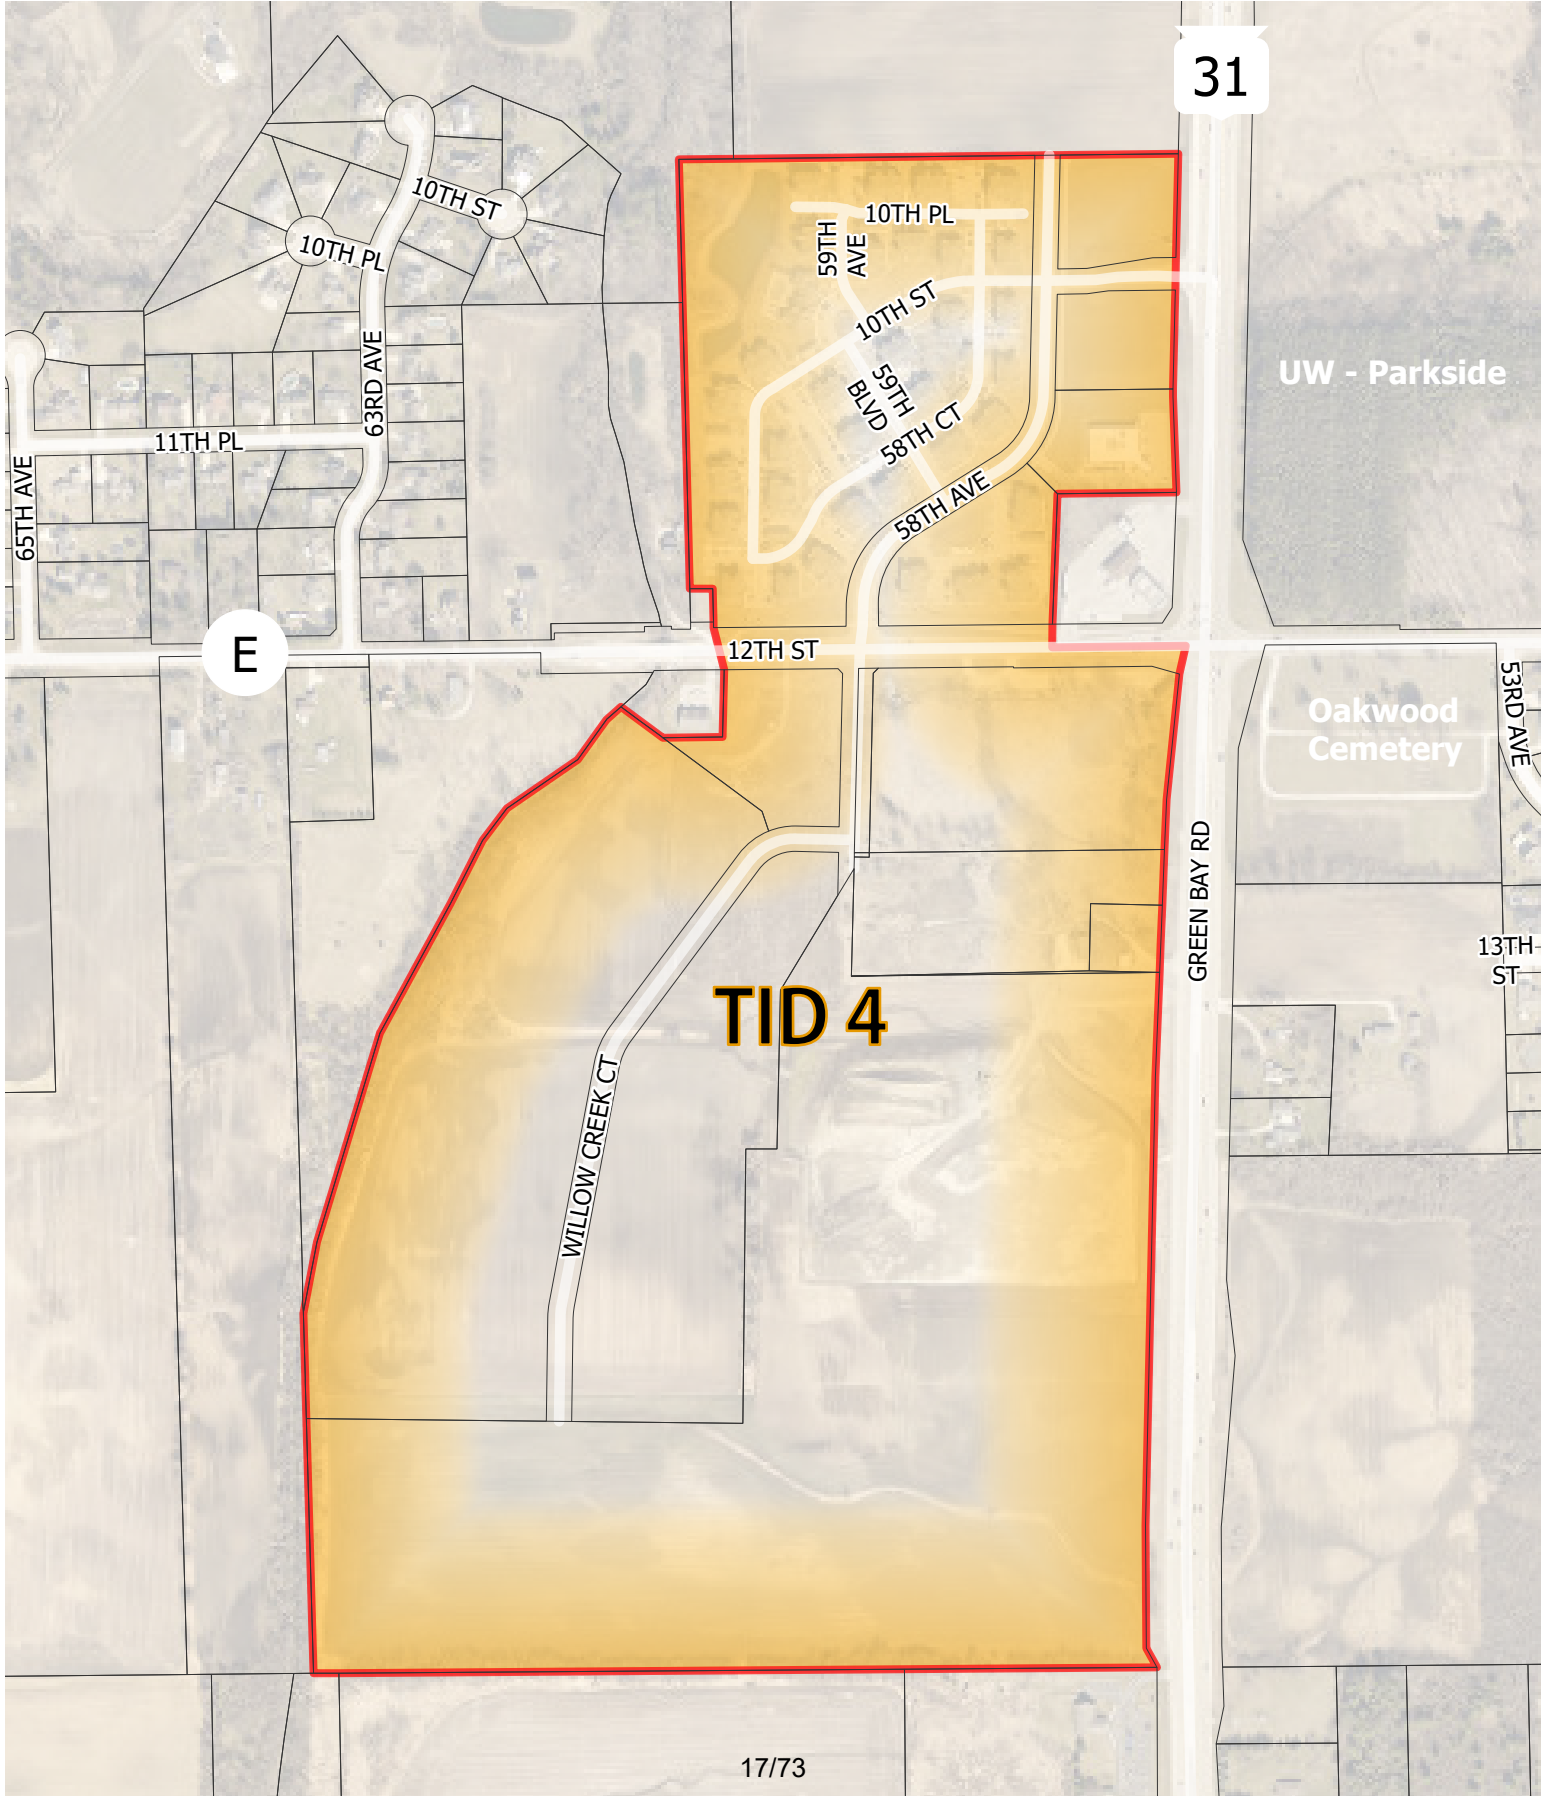 31
10TH ST
10TH PL
10TH PL
59TH
AVE
10TH ST
63RD AVE
UW - Parkside
59TH
BLVD
58TH CT
11TH PL
65TH AVE
58TH AVE
E
12TH ST
53RD AVE
Oakwood
Cemetery
GREEN BAY RD
13TH
ST
TID 4
WILLOW CREEK CT
17/73